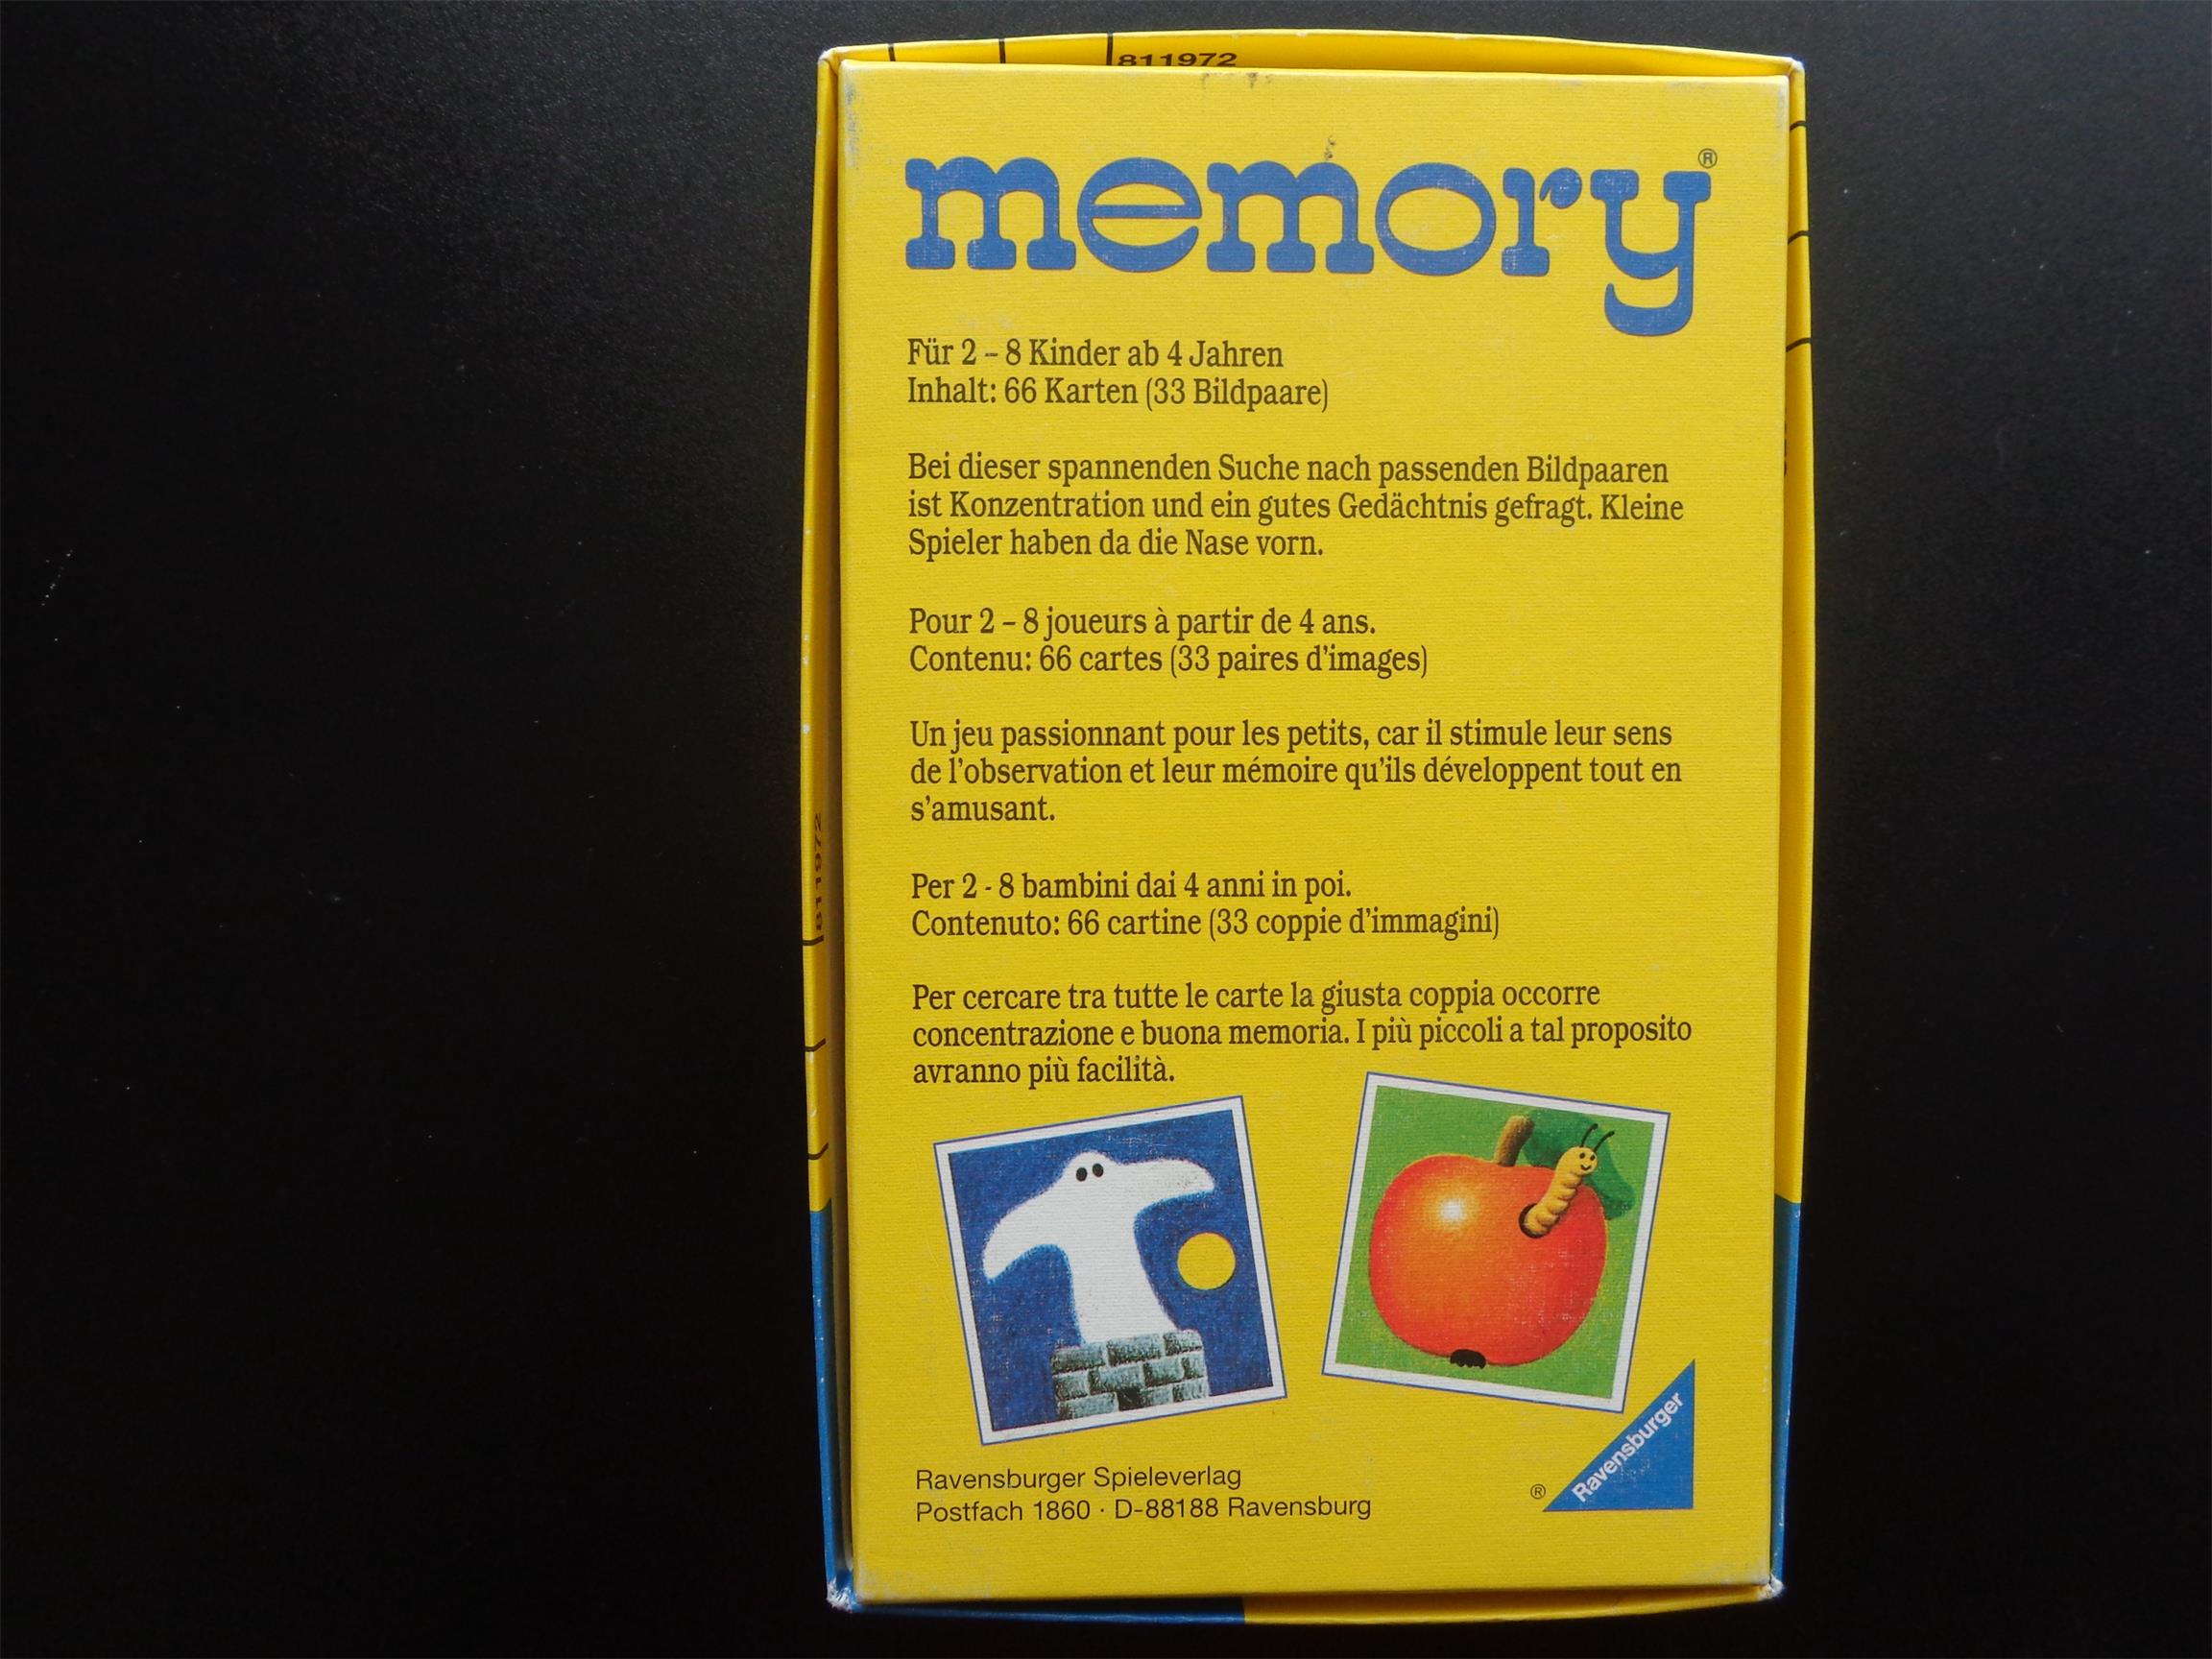 811972
memory®
Für 2 – 8 Kinder ab 4 Jahren
Inhalt: 66 Karten (33 Bildpaare)
Bei dieser spannenden Suche nach passenden Bildpaaren
ist Konzentration und ein gutes Gedächtnis gefragt. Kleine
Spieler haben da die Nase vorn.
Pour 2 – 8 joueurs à partir de 4 ans.
Contenu: 66 cartes (33 paires d'images)
Un jeu passionnant pour les petits, car il stimule leur sens
de l'observation et leur mémoire qu'ils développent tout en
s'amusant.
811972
Per 2 - 8 bambini dai 4 anni in poi.
Contenuto: 66 cartine (33 coppie d'immagini)
Per cercare tra tutte le carte la giusta coppia occorre
concentrazione e buona memoria. I più piccoli a tal proposito
avranno più facilità.
Ravensburger
®
Ravensburger Spieleverlag
Postfach 1860 · D-88188 Ravensburg